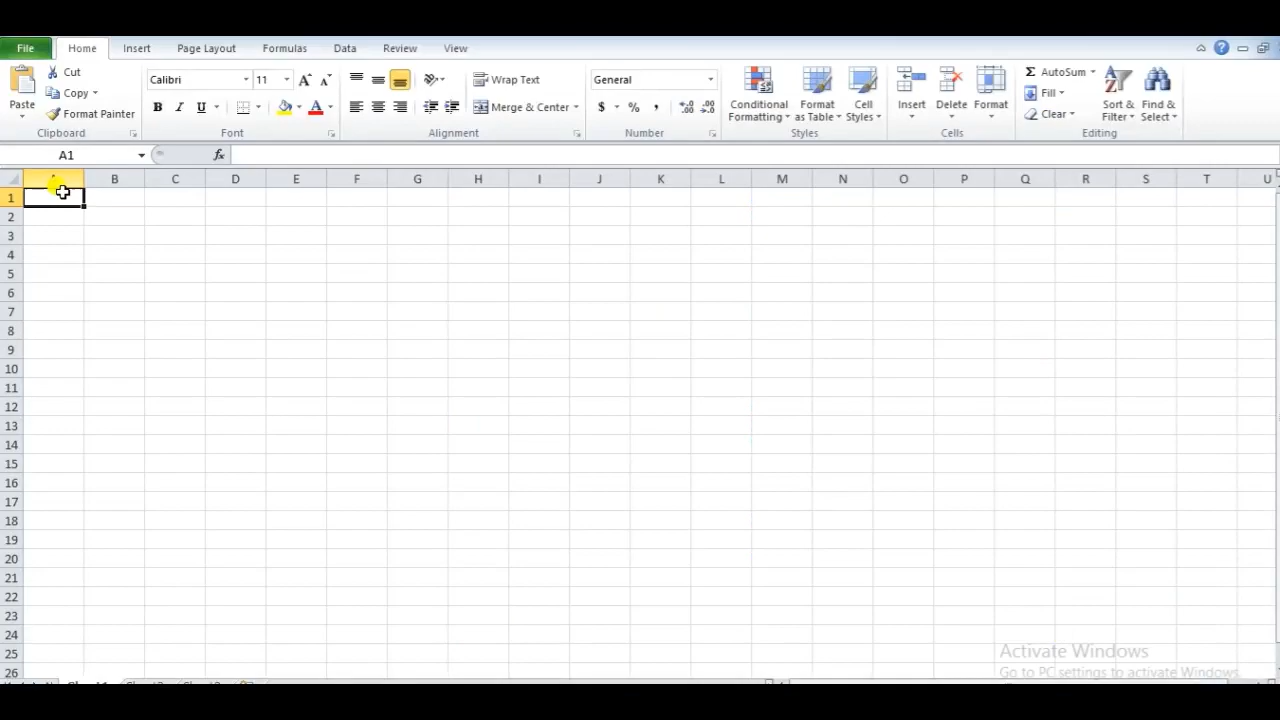 File Home Insert Page Layout Formulas Data Review View
Paste Cut Copy Format Painter
Clipboard
Calibri 11
B I U A
Font
Wrap Text
Merge & Center
Alignment
General
$ % ,
Number
Conditional Formatting
Format as Table
Cell Styles
Styles
Insert Delete Format
Cells
Σ AutoSum
Fill
Clear
Sort & Filter
Find & Select
Editing
A1 fx
B C D E F G H I J K L M N O P Q R S T U
1
2
3
4
5
6
7
8
9
10
11
12
13
14
15
16
17
18
19
20
21
22
23
24
25
26
Activate Windows
Go to PC settings to activate Windows.